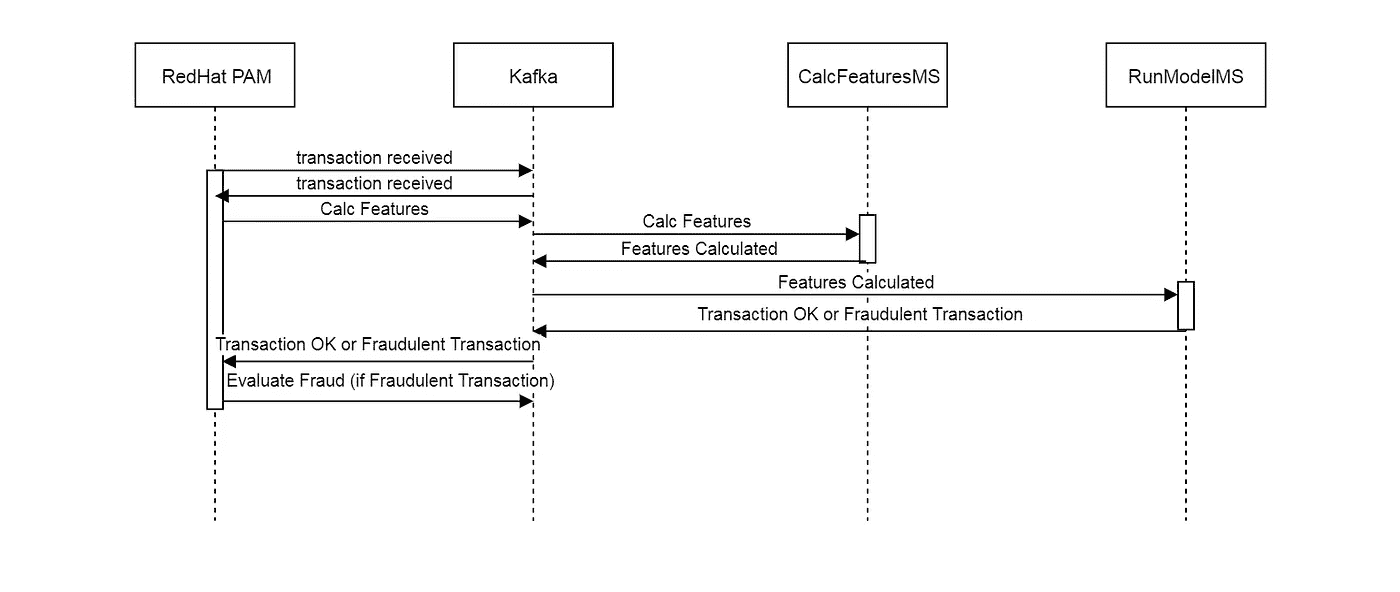 RedHat PAM
Kafka
CalcFeaturesMS
RunModelMS
transaction received
transaction received
Calc Features
Calc Features
Features Calculated
Features Calculated
Transaction OK or Fraudulent Transaction
Transaction OK or Fraudulent Transaction
Evaluate Fraud (if Fraudulent Transaction)